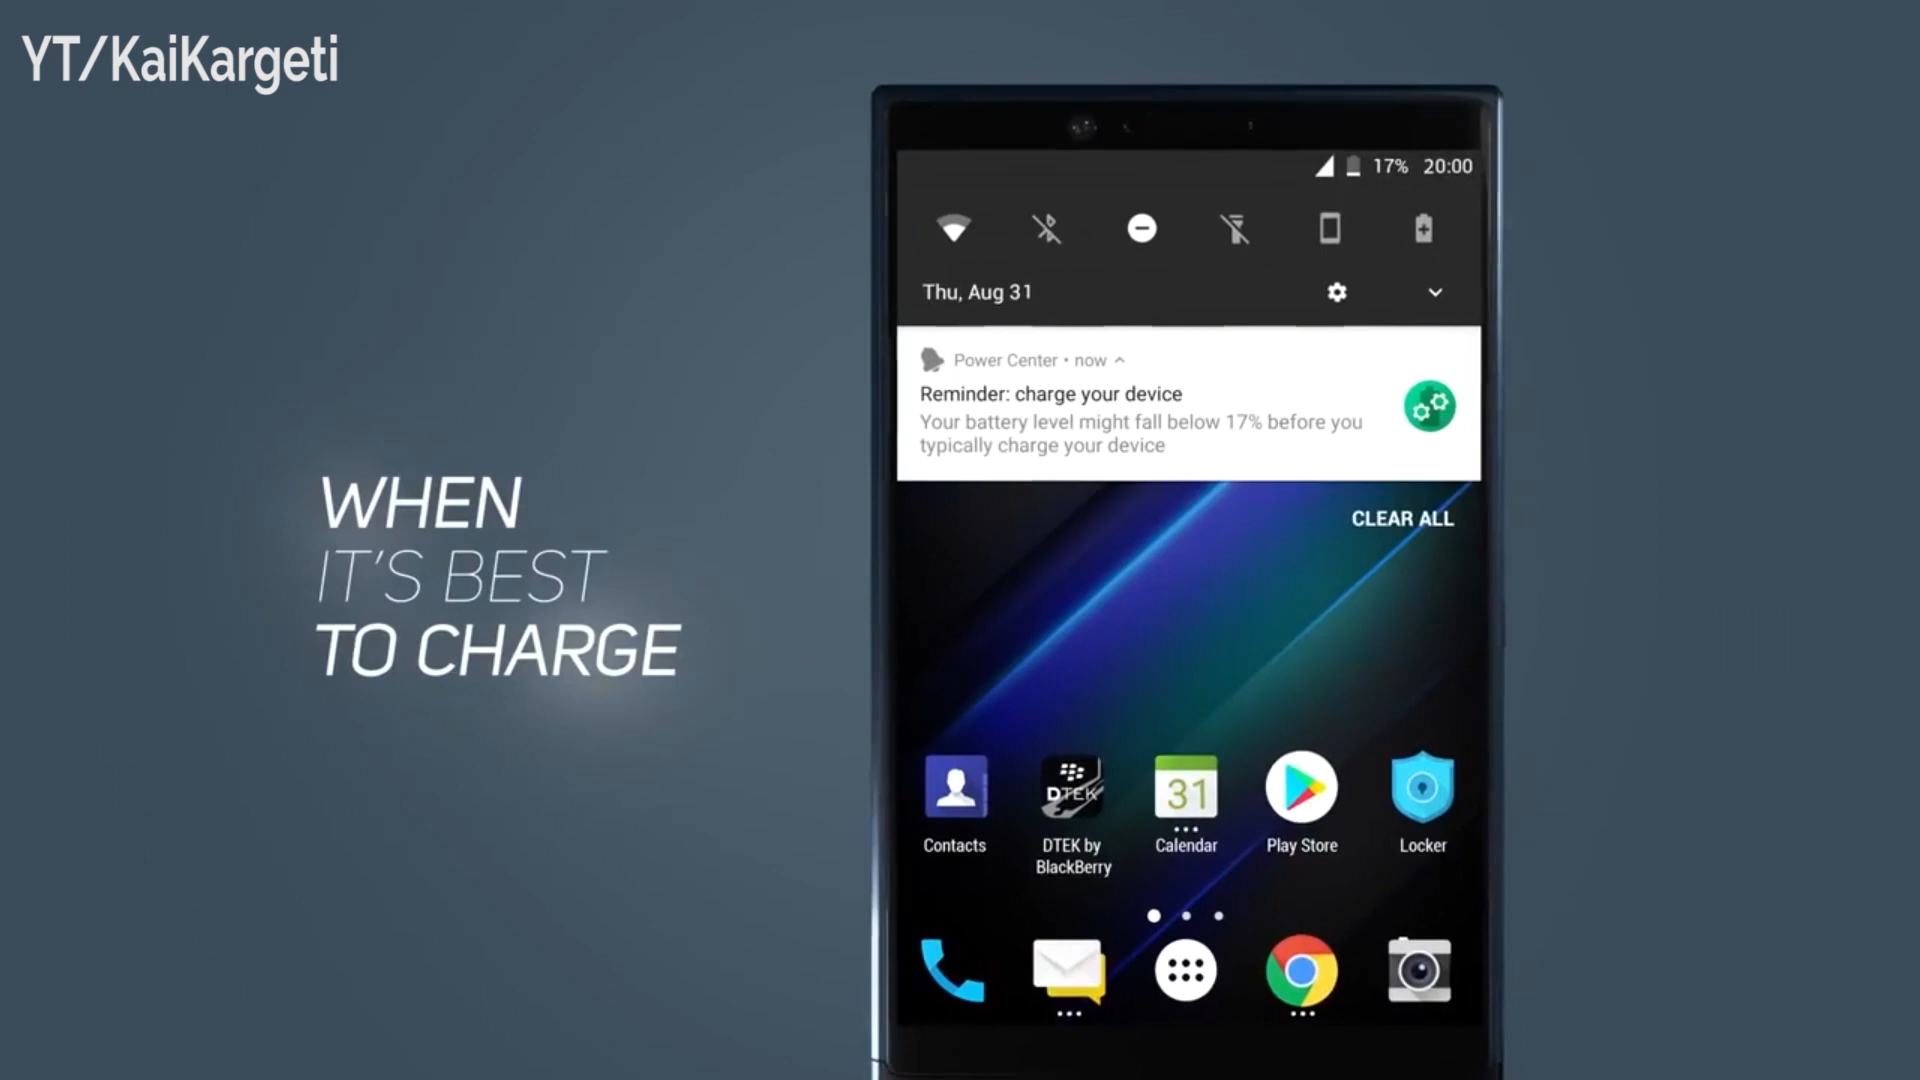 YT/KaiKargeti
17% 20:00
Thu, Aug 31
Power Center • now
Reminder: charge your device
Your battery level might fall below 17% before you
typically charge your device
CLEAR ALL
WHEN
IT'S BEST
TO CHARGE
31
DTEK
Contacts
DTEK by
BlackBerry
Calendar
Play Store
Locker